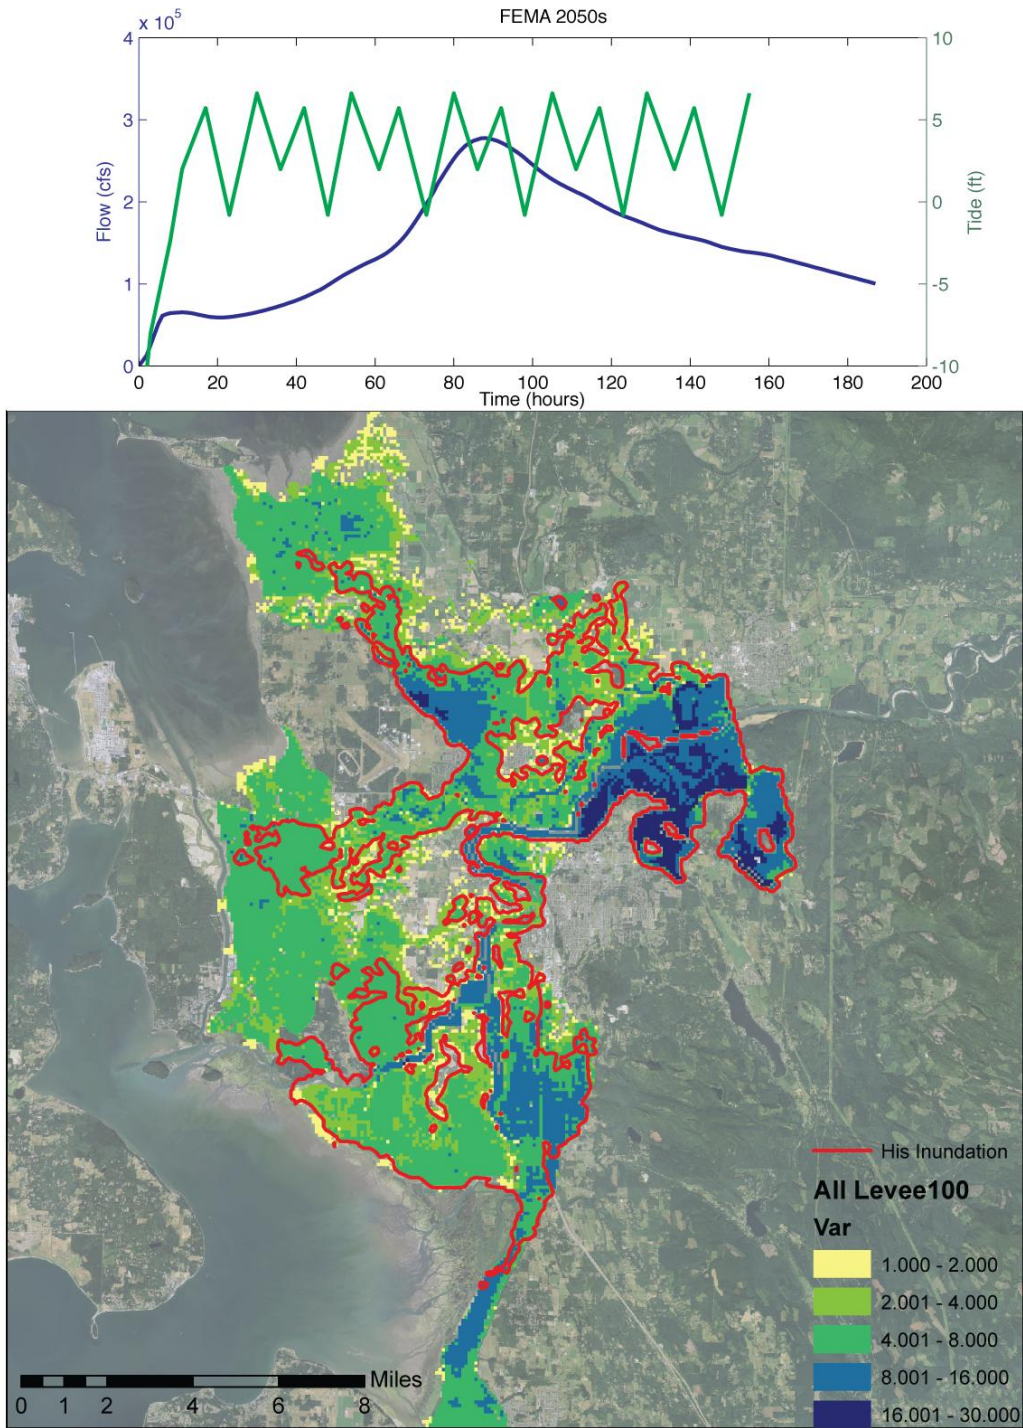 FEMA 2050s
x 10⁵
4
3
2
1
0
Flow (cfs)
10
5
0
-5
-10
Tide (ft)
0 20 40 60 80 100 120 140 160 180 200
Time (hours)
His Inundation
All Levee100
Var
1.000 - 2.000
2.001 - 4.000
4.001 - 8.000
8.001 - 16.000
16.001 - 30.000
Miles
0 1 2 4 6 8